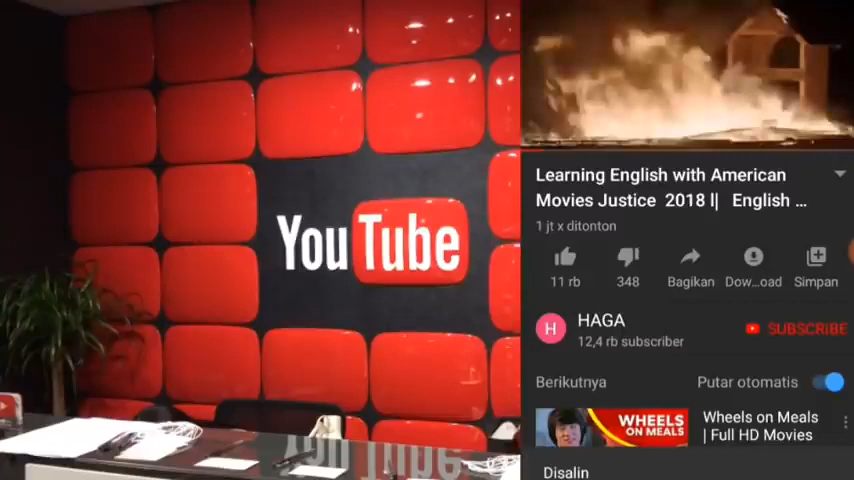 YouTube
Learning English with American
Movies Justice 2018 l| English ...
1 jt x ditonton
11 rb
348
Bagikan
Dow...oad
Simpan
H
HAGA
12,4 rb subscriber
SUBSCRIBE
Berikutnya
Putar otomatis
WHEELS
ON MEALS
Wheels on Meals
| Full HD Movies
Disalin